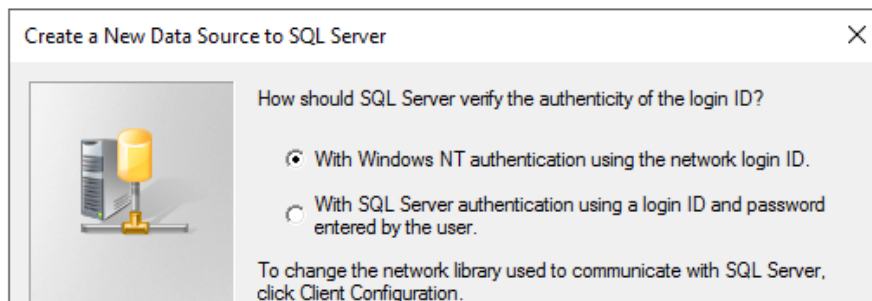 Create a New Data Source to SQL Server
How should SQL Server verify the authenticity of the login ID?
With Windows NT authentication using the network login ID.
With SQL Server authentication using a login ID and password
entered by the user.
To change the network library used to communicate with SQL Server,
click Client Configuration.